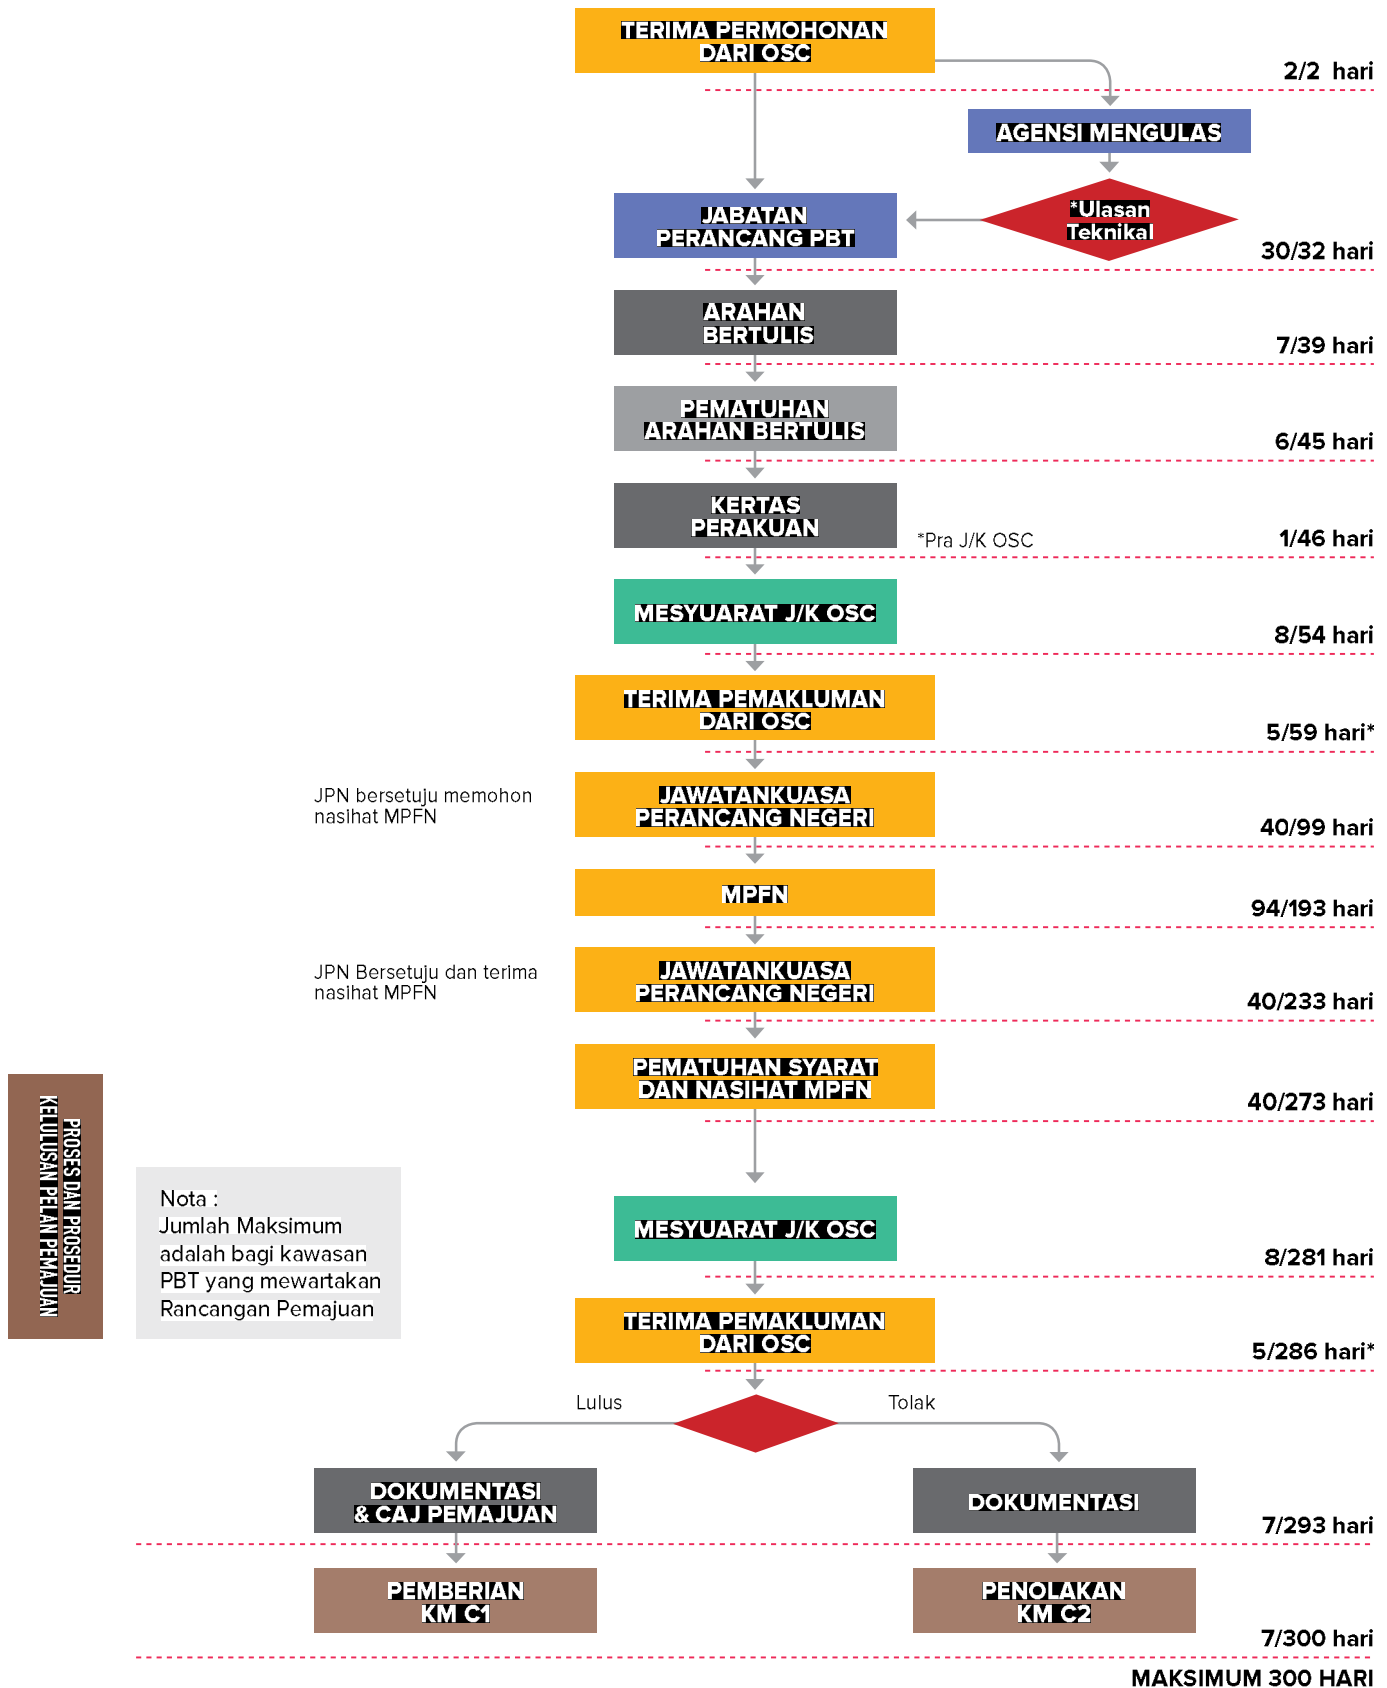 TERIMA PERMOHONAN
DARI OSC
2/2 hari
AGENSI MENGULAS
*Ulasan
Teknikal
JABATAN
PERANCANG PBT
30/32 hari
ARAHAN
BERTULIS
7/39 hari
PEMATUHAN
ARAHAN BERTULIS
6/45 hari
KERTAS
PERAKUAN
*Pra J/K OSC
1/46 hari
MESYUARAT J/K OSC
8/54 hari
TERIMA PEMAKLUMAN
DARI OSC
5/59 hari*
JPN bersetuju memohon
nasihat MPFN
JAWATANKUASA
PERANCANG NEGERI
40/99 hari
MPFN
94/193 hari
JPN Bersetuju dan terima
nasihat MPFN
JAWATANKUASA
PERANCANG NEGERI
40/233 hari
PEMATUHAN SYARAT
DAN NASIHAT MPFN
40/273 hari
PROSES DAN PROSEDUR
KELULUSAN PELAN PEMAJUAN
Nota :
Jumlah Maksimum
adalah bagi kawasan
PBT yang mewartakan
Rancangan Pemajuan
MESYUARAT J/K OSC
8/281 hari
TERIMA PEMAKLUMAN
DARI OSC
5/286 hari*
Lulus
Tolak
DOKUMENTASI
& CAJ PEMAJUAN
DOKUMENTASI
7/293 hari
PEMBERIAN
KM C1
PENOLAKAN
KM C2
7/300 hari
MAKSIMUM 300 HARI